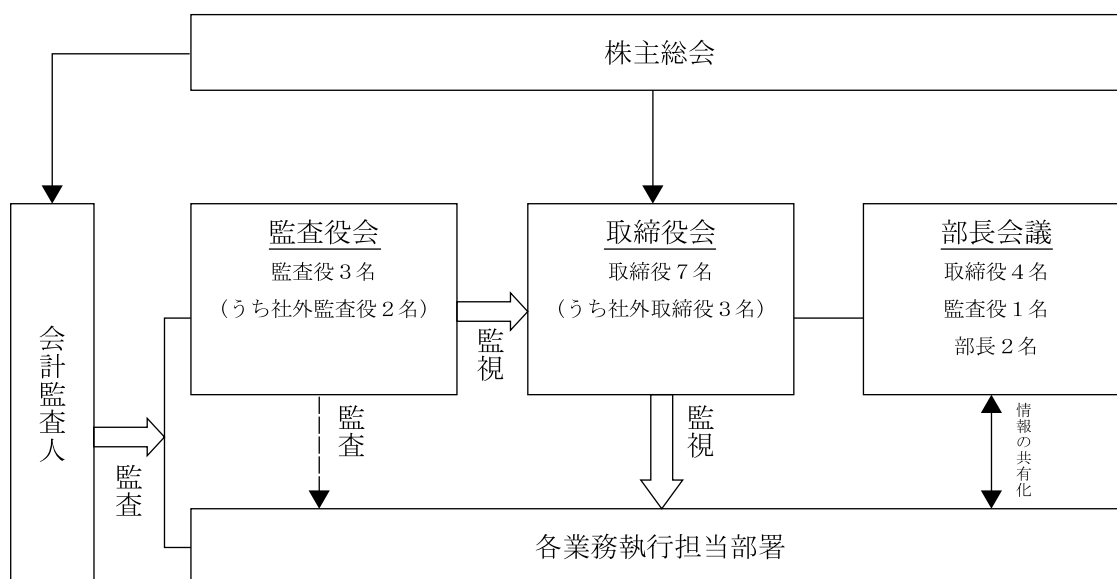 株主総会
監査役会
監査役３名
（うち社外監査役２名）
取締役会
取締役７名
（うち社外取締役３名）
部長会議
取締役４名
監査役１名
部長２名
会計監査人
監視
監査
監視
情報の共有化
監査
各業務執行担当部署